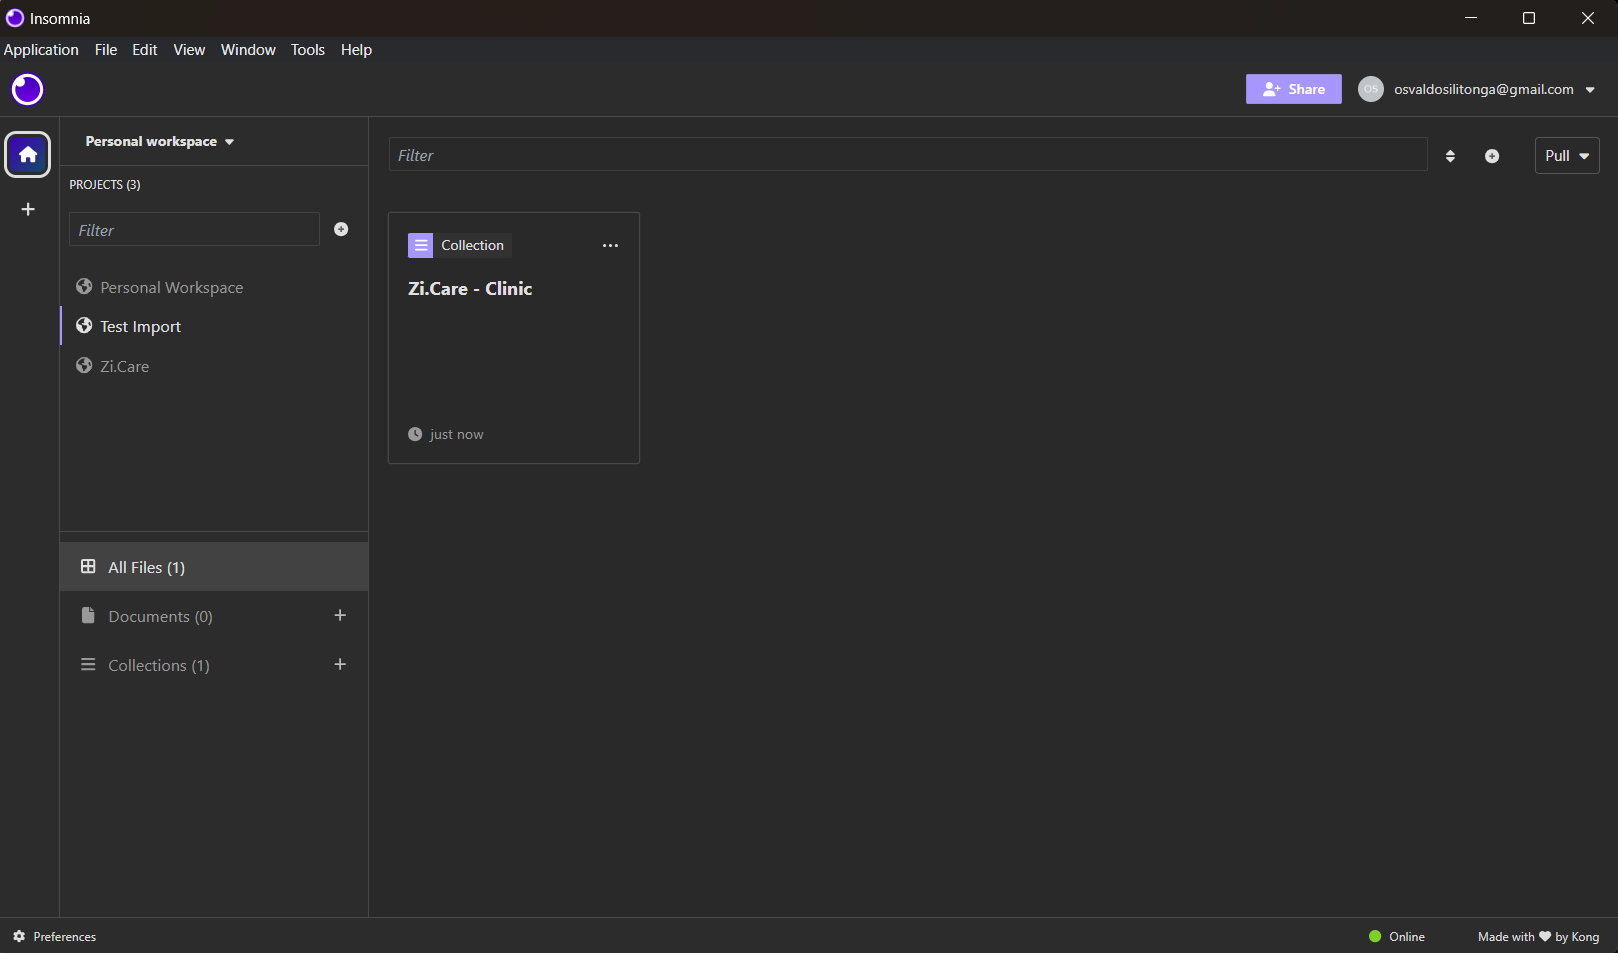 Insomnia
Application File Edit View Window Tools Help
Share
OS
osvaldosilitonga@gmail.com
Personal workspace
PROJECTS (3)
Filter
Personal Workspace
Test Import
Zi.Care
All Files (1)
Documents (0)
Collections (1)
Filter
Pull
Collection
Zi.Care - Clinic
just now
Preferences
Online
Made with ♥ by Kong